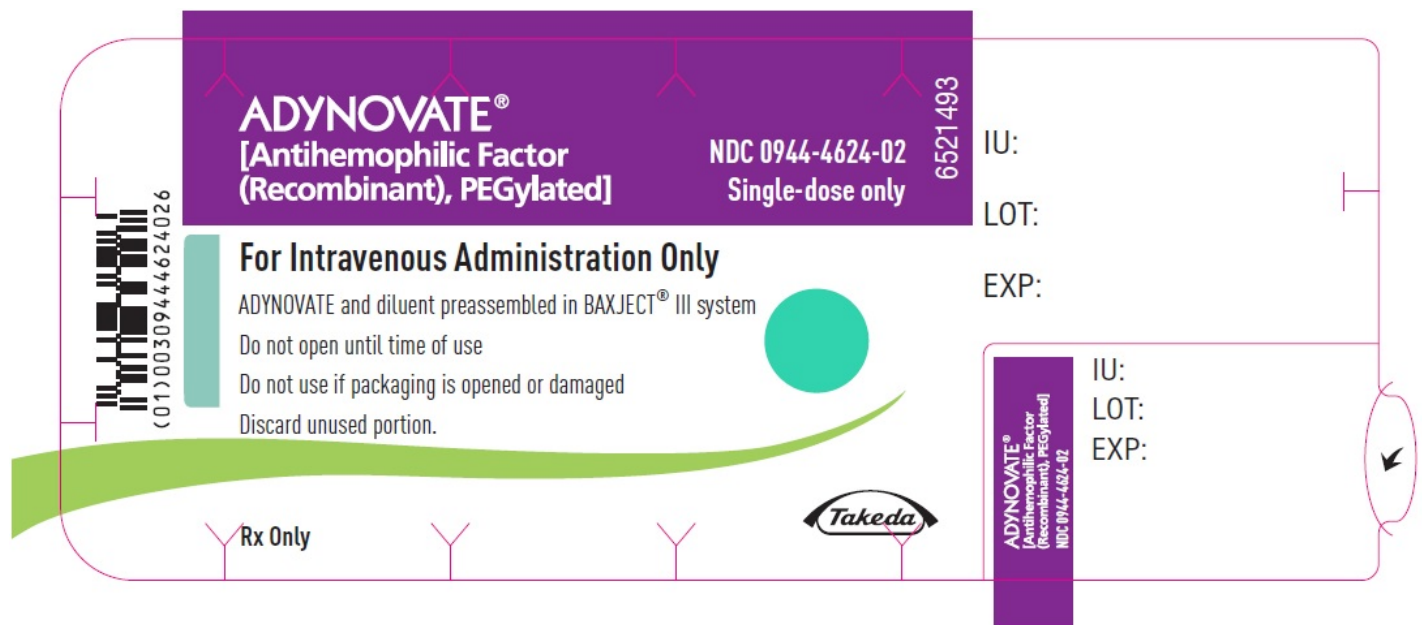 ADYNOVATE®
[Antihemophilic Factor
(Recombinant), PEGylated]
NDC 0944-4624-02
Single-dose only
6521493
(01)00309444624026
For Intravenous Administration Only
ADYNOVATE and diluent preassembled in BAXJECT® III system
Do not open until time of use
Do not use if packaging is opened or damaged
Discard unused portion.
Rx Only
Takeda
IU:
LOT:
EXP:
ADYNOVATE®
[Antihemophilic Factor
(Recombinant), PEGylated]
NDC 0944-4624-02
IU:
LOT:
EXP: